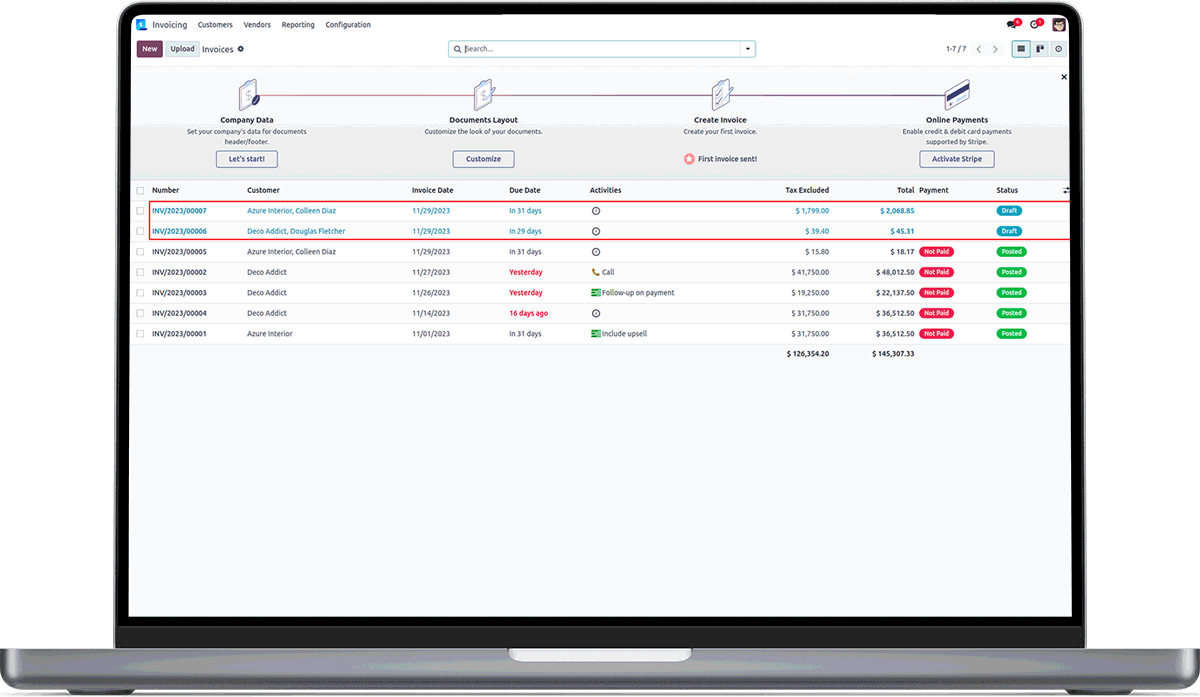 Invoicing Customers Vendors Reporting Configuration 4 1
New Upload Invoices Search... 1-7 / 7
Company Data Documents Layout Create Invoice Online Payments
Set your company's data for documents Customize the look of your documents. Create your first invoice. Enable credit & debit card payments
header/footer. supported by Stripe.
Let's start! Customize First invoice sent! Activate Stripe
Number Customer Invoice Date Due Date Activities Tax Excluded Total Payment Status
INV/2023/00007 Azure Interior, Colleen Diaz 11/29/2023 In 31 days $ 1,799.00 $ 2,068.85 Draft
INV/2023/00006 Deco Addict, Douglas Fletcher 11/29/2023 In 29 days $ 39.40 $ 45.31 Draft
INV/2023/00005 Azure Interior, Colleen Diaz 11/29/2023 In 31 days $ 15.80 $ 18.17 Not Paid Posted
INV/2023/00002 Deco Addict 11/27/2023 Yesterday Call $ 41,750.00 $ 48,012.50 Not Paid Posted
INV/2023/00003 Deco Addict 11/26/2023 Yesterday Follow-up on payment $ 19,250.00 $ 22,137.50 Not Paid Posted
INV/2023/00004 Deco Addict 11/14/2023 16 days ago $ 31,750.00 $ 36,512.50 Not Paid Posted
INV/2023/00001 Azure Interior 11/01/2023 In 31 days Include upsell $ 31,750.00 $ 36,512.50 Not Paid Posted
$ 126,354.20 $ 145,307.33